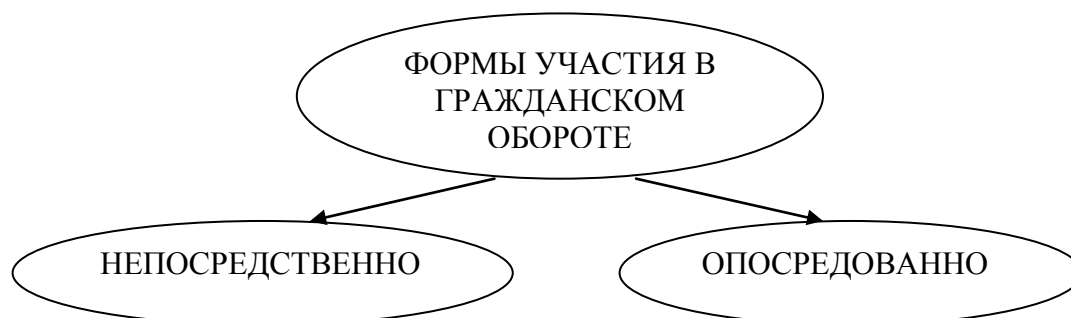 ФОРМЫ УЧАСТИЯ В
ГРАЖДАНСКОМ
ОБОРОТЕ
НЕПОСРЕДСТВЕННО
ОПОСРЕДОВАННО